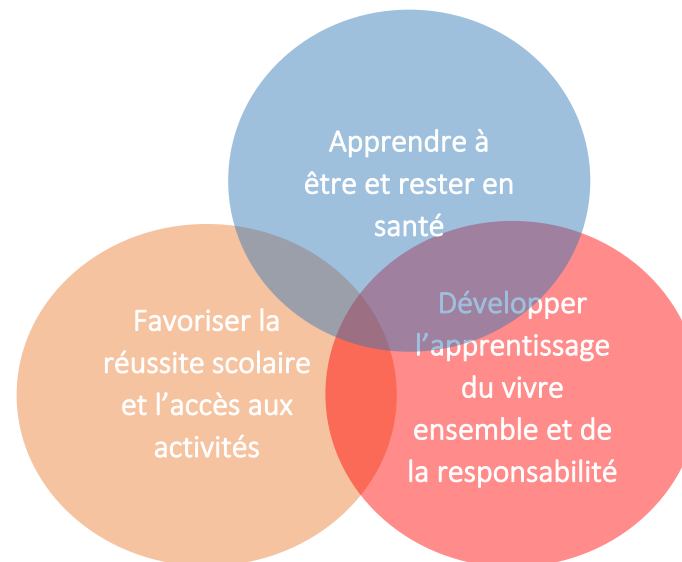 Apprendre à
être et rester en
santé
Favoriser la
réussite scolaire
et l’accès aux
activités
Développer
l’apprentissage
du vivre
ensemble et de
la responsabilité